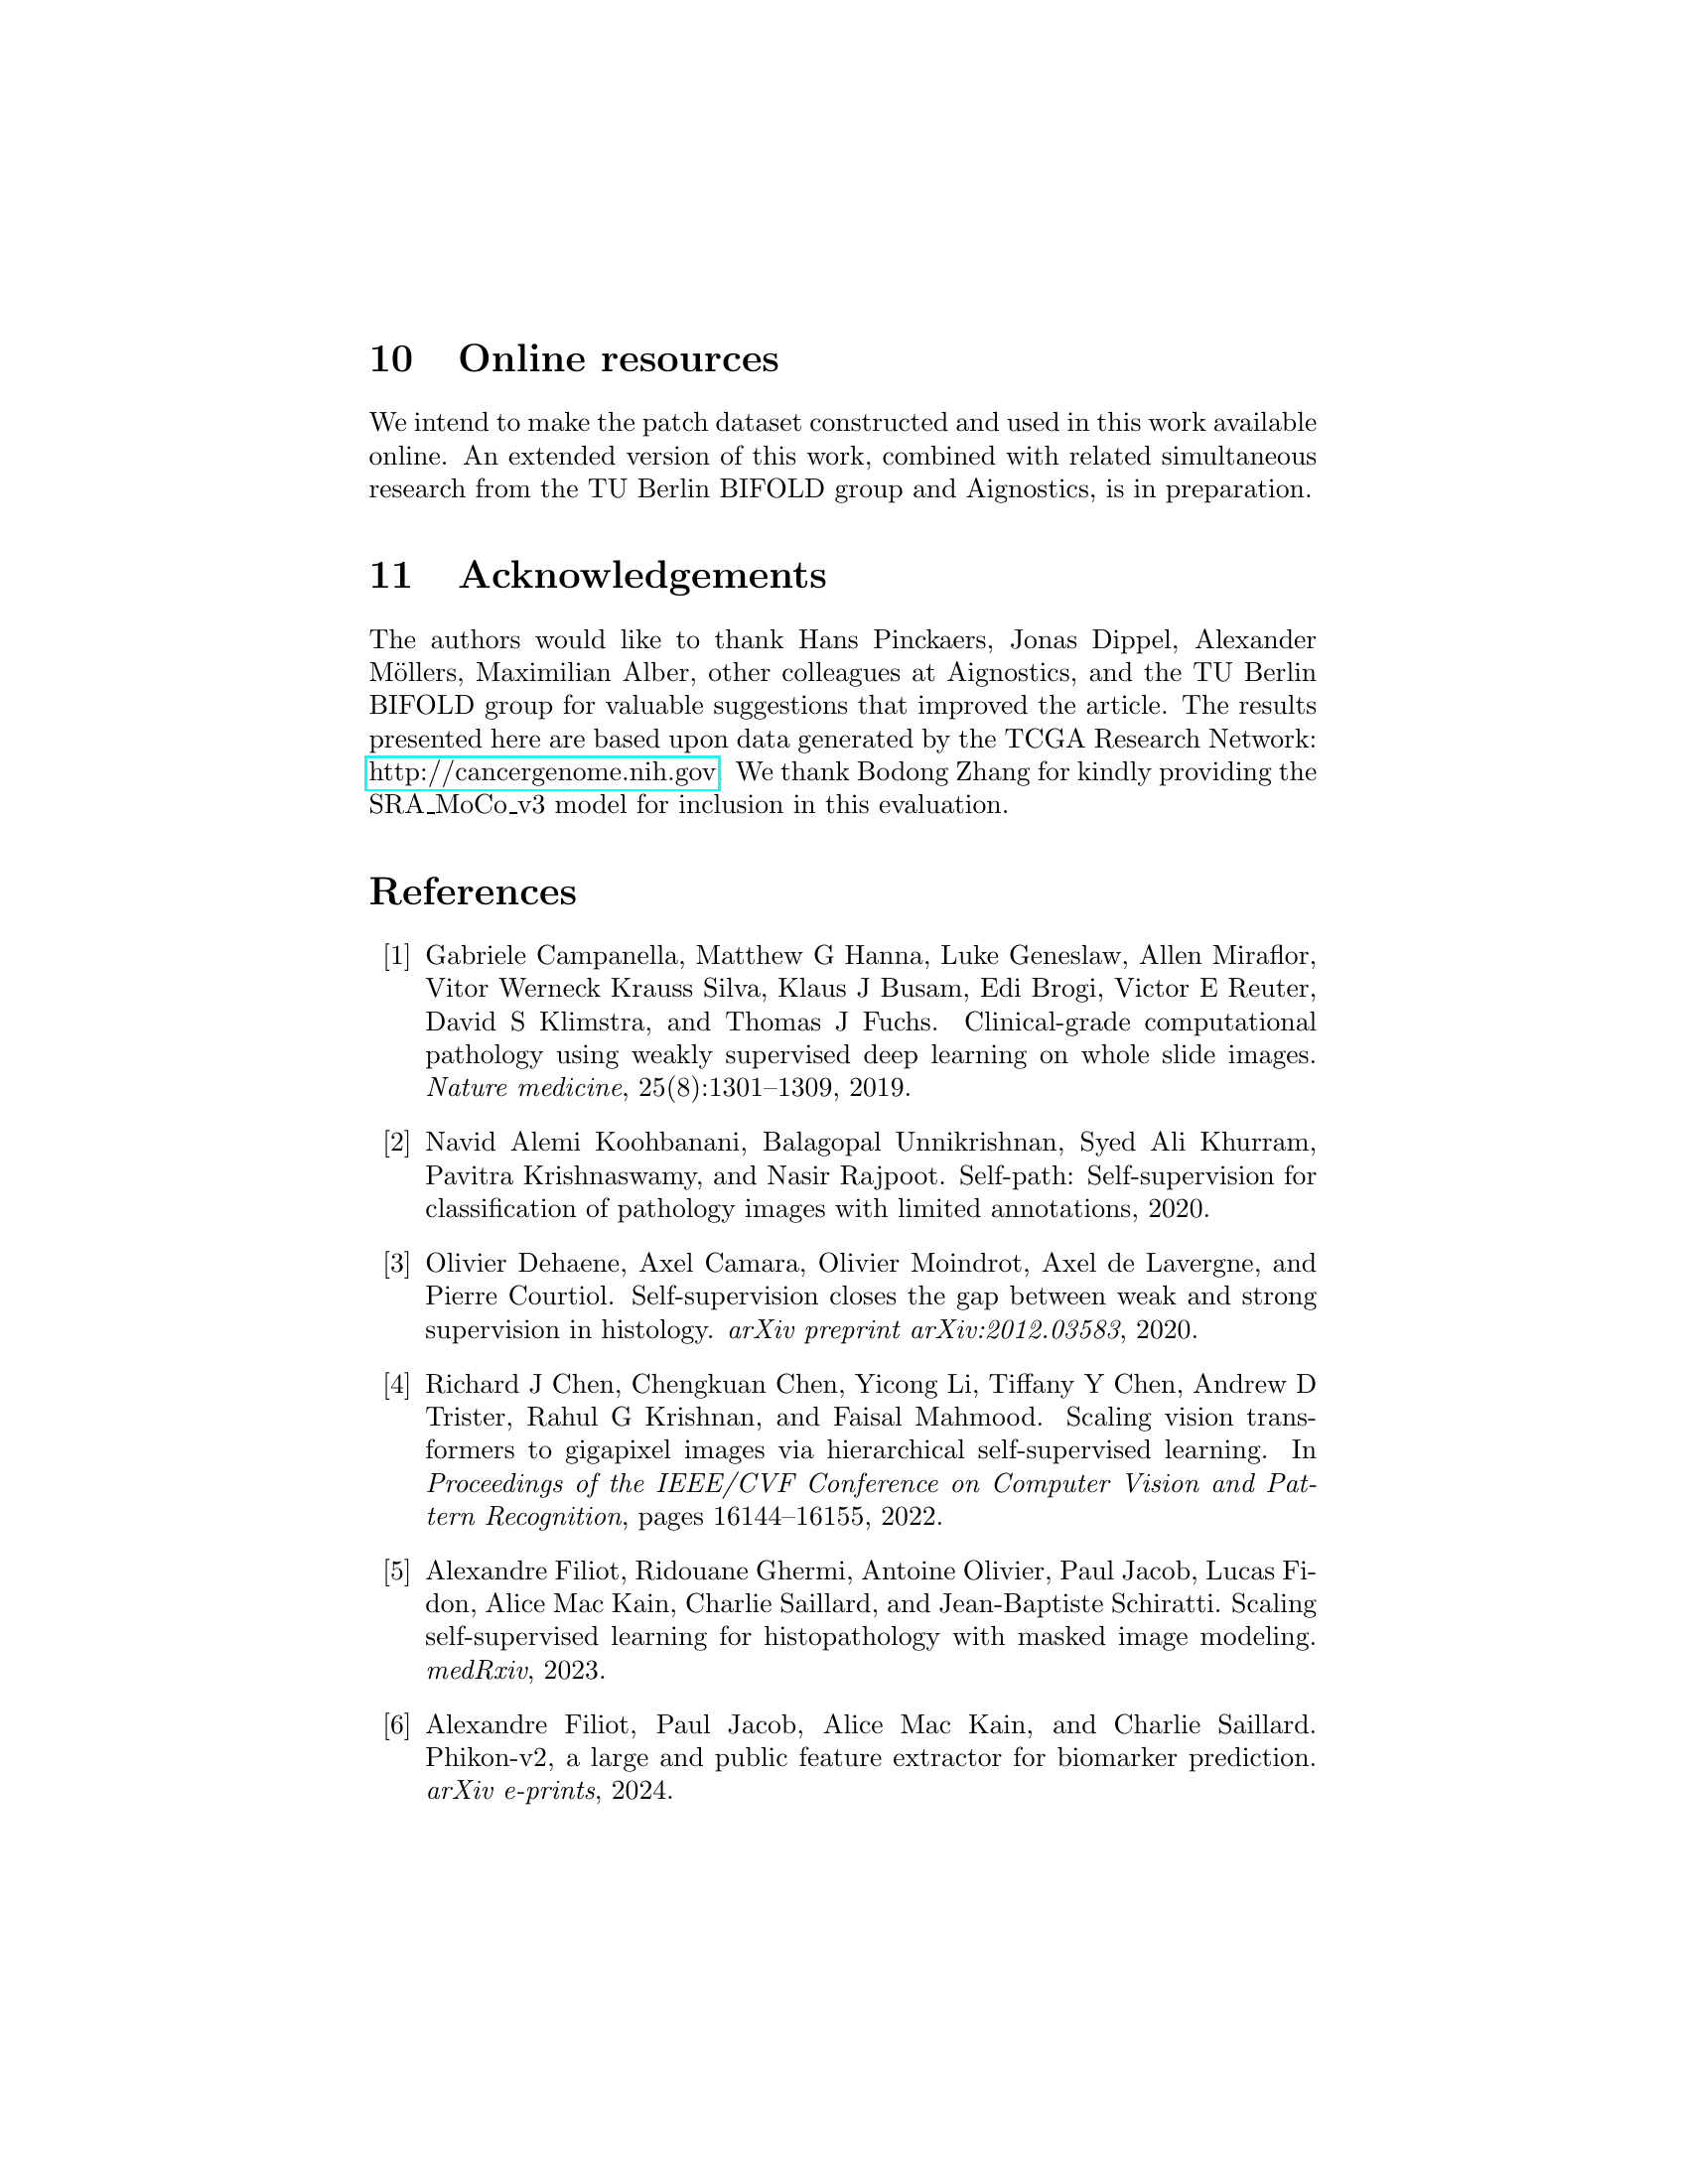 10 Online resources
We intend to make the patch dataset constructed and used in this work available
online. An extended version of this work, combined with related simultaneous
research from the TU Berlin BIFOLD group and Aignostics, is in preparation.
11 Acknowledgements
The authors would like to thank Hans Pinckaers, Jonas Dippel, Alexander
Möllers, Maximilian Alber, other colleagues at Aignostics, and the TU Berlin
BIFOLD group for valuable suggestions that improved the article. The results
presented here are based upon data generated by the TCGA Research Network:
http://cancergenome.nih.gov. We thank Bodong Zhang for kindly providing the
SRA_MoCo_v3 model for inclusion in this evaluation.
References
[1] Gabriele Campanella, Matthew G Hanna, Luke Geneslaw, Allen Miraflor,
Vitor Werneck Krauss Silva, Klaus J Busam, Edi Brogi, Victor E Reuter,
David S Klimstra, and Thomas J Fuchs. Clinical-grade computational
pathology using weakly supervised deep learning on whole slide images.
Nature medicine, 25(8):1301–1309, 2019.
[2] Navid Alemi Koohbanani, Balagopal Unnikrishnan, Syed Ali Khurram,
Pavitra Krishnaswamy, and Nasir Rajpoot. Self-path: Self-supervision for
classification of pathology images with limited annotations, 2020.
[3] Olivier Dehaene, Axel Camara, Olivier Moindrot, Axel de Lavergne, and
Pierre Courtiol. Self-supervision closes the gap between weak and strong
supervision in histology. arXiv preprint arXiv:2012.03583, 2020.
[4] Richard J Chen, Chengkuan Chen, Yicong Li, Tiffany Y Chen, Andrew D
Trister, Rahul G Krishnan, and Faisal Mahmood. Scaling vision trans-
formers to gigapixel images via hierarchical self-supervised learning. In
Proceedings of the IEEE/CVF Conference on Computer Vision and Pat-
tern Recognition, pages 16144–16155, 2022.
[5] Alexandre Filiot, Ridouane Ghermi, Antoine Olivier, Paul Jacob, Lucas Fi-
don, Alice Mac Kain, Charlie Saillard, and Jean-Baptiste Schiratti. Scaling
self-supervised learning for histopathology with masked image modeling.
medRxiv, 2023.
[6] Alexandre Filiot, Paul Jacob, Alice Mac Kain, and Charlie Saillard.
Phikon-v2, a large and public feature extractor for biomarker prediction.
arXiv e-prints, 2024.